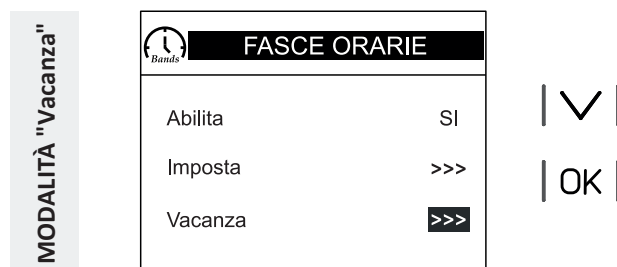 MODALITÀ "Vacanza"
Bands
FASCE ORARIE
Abilita SI
Imposta >>>
Vacanza >>>
OK